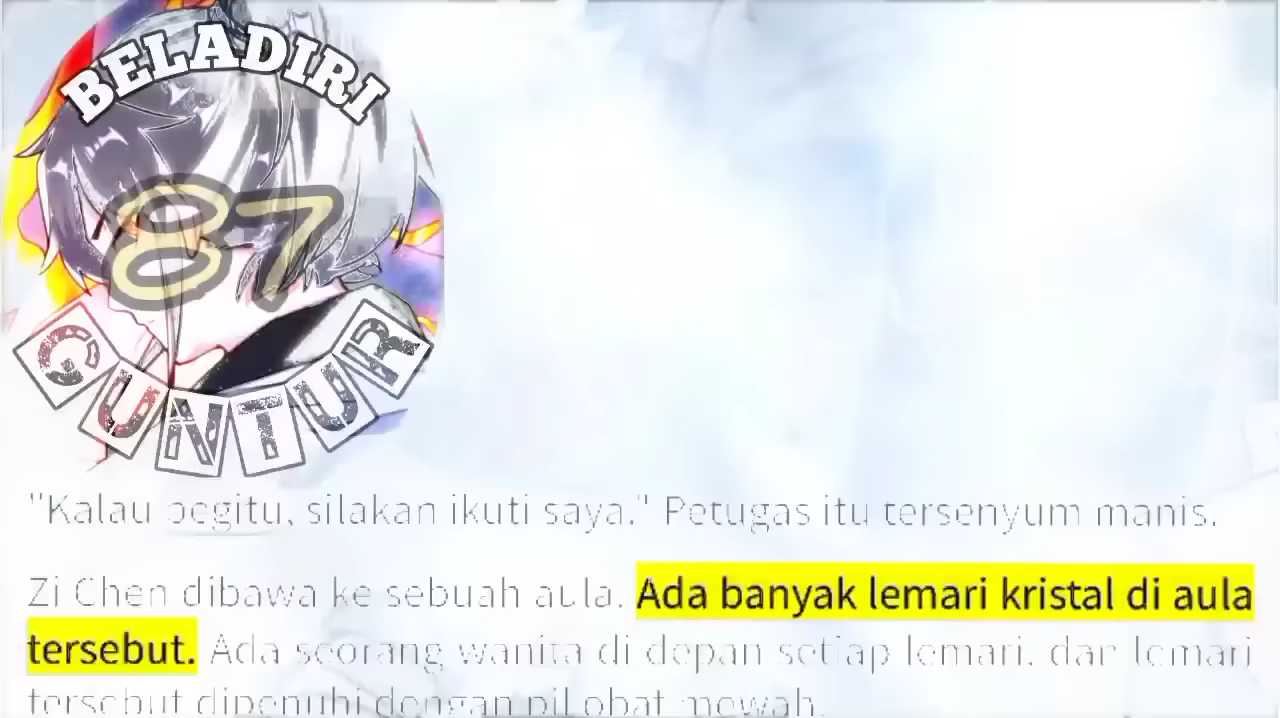 BELADIRI
87
GUNTUR
"Kalau begitu, silakan ikuti saya." Petugas itu tersenyum manis.
Zi Chen dibawa ke sebuah aula. Ada banyak lemari kristal di aula
tersebut. Ada seorang wanita di depan setiap lemari, dan lemari
tersebut dipenuhi dengan pil obat mewah.